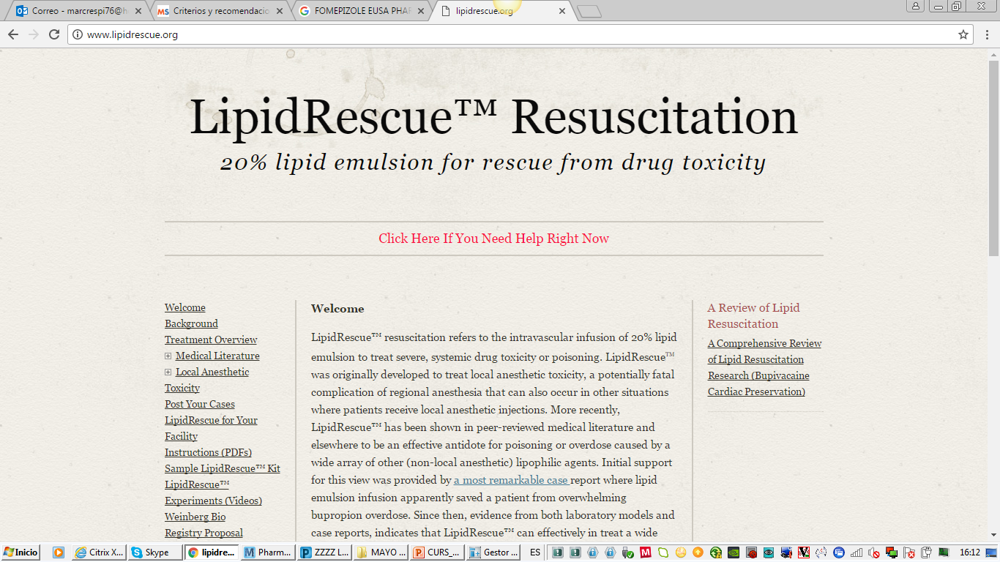 Correo - marcrespi76@h
Criterios y recomendacio
FOMEPIZOLE EUSA PHAR
lipidrescue.org
www.lipidrescue.org
LipidRescue™ Resuscitation
20% lipid emulsion for rescue from drug toxicity
Click Here If You Need Help Right Now
Welcome
Background
Treatment Overview
Medical Literature
Local Anesthetic
Toxicity
Post Your Cases
LipidRescue for Your
Facility
Instructions (PDFs)
Sample LipidRescue™ Kit
LipidRescue™
Experiments (Videos)
Weinberg Bio
Registry Proposal
Welcome
LipidRescue™ resuscitation refers to the intravascular infusion of 20% lipid
emulsion to treat severe, systemic drug toxicity or poisoning. LipidRescue™
was originally developed to treat local anesthetic toxicity, a potentially fatal
complication of regional anesthesia that can also occur in other situations
where patients receive local anesthetic injections. More recently,
LipidRescue™ has been shown in peer-reviewed medical literature and
elsewhere to be an effective antidote for poisoning or overdose caused by a
wide array of other (non-local anesthetic) lipophilic agents. Initial support
for this view was provided by a most remarkable case report where lipid
emulsion infusion apparently saved a patient from overwhelming
bupropion overdose. Since then, evidence from both laboratory models and
case reports, indicates that LipidRescue™ can effectively in treat a wide
A Review of Lipid
Resuscitation
A Comprehensive Review
of Lipid Resuscitation
Research (Bupivacaine
Cardiac Preservation)
Inicio
Citrix X...
Skype
lipidre...
Pharm...
ZZZZ L...
MAYO ...
CURS_...
Gestor ...
ES
16:12